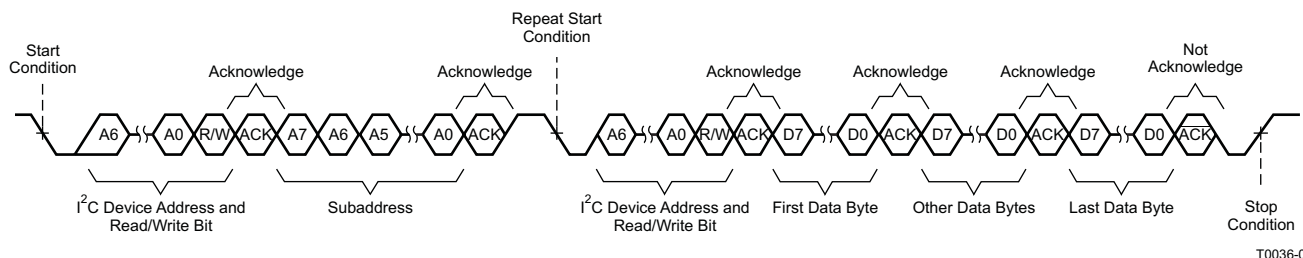 Repeat Start
Condition
Start
Condition
Not
Acknowledge
Acknowledge Acknowledge Acknowledge Acknowledge Acknowledge
A6 A0 R/W ACK A7 A6 A5 A0 ACK A6 A0 R/W ACK D7 D0 ACK D7 D0 ACK D7 D0 ACK
I²C Device Address and
Read/Write Bit
Subaddress
I²C Device Address and
Read/Write Bit
First Data Byte
Other Data Bytes
Last Data Byte
Stop
Condition